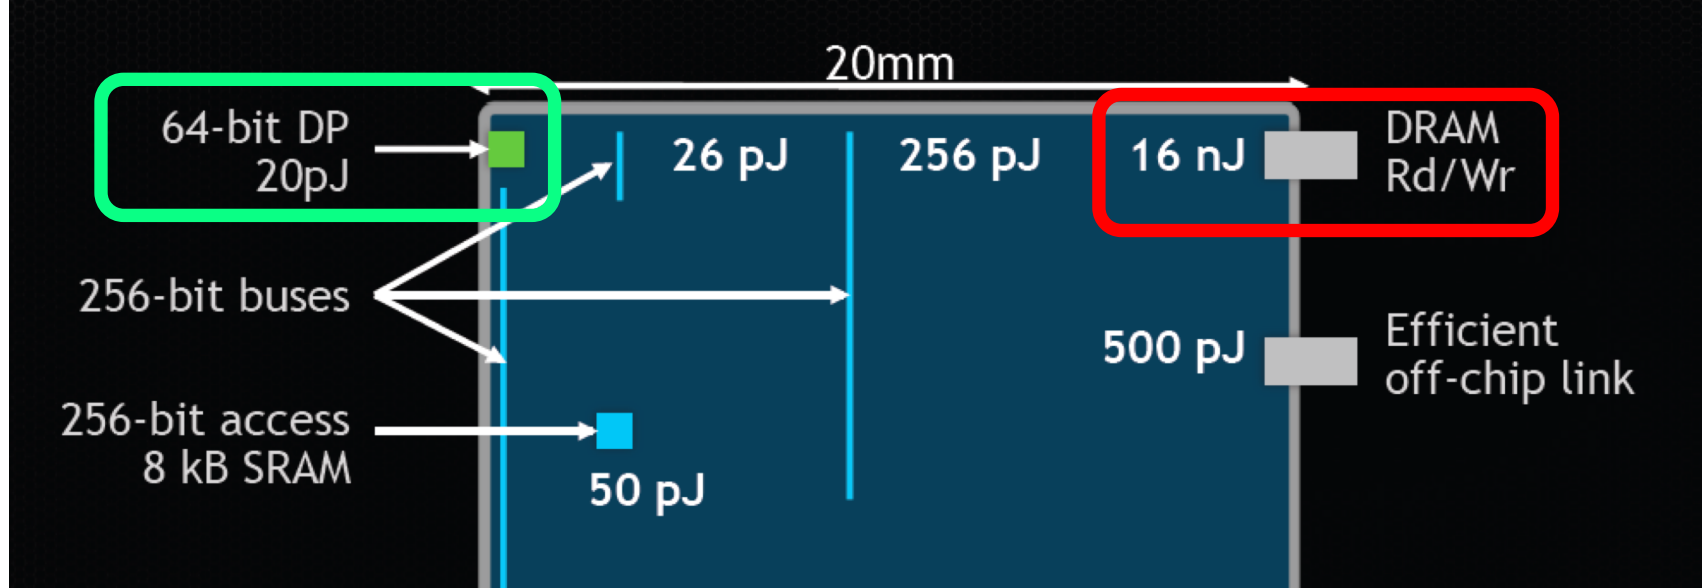 20mm
64-bit DP
20pJ
26 pJ
256 pJ
16 nJ
DRAM
Rd/Wr
256-bit buses
500 pJ
Efficient
off-chip link
256-bit access
8 kB SRAM
50 pJ